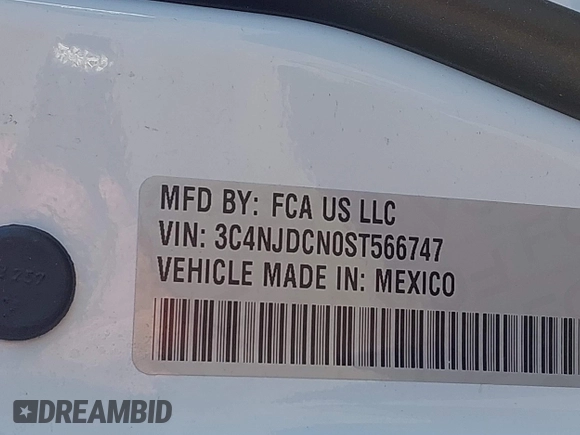 MFD BY: FCA US LLC
VIN: 3C4NJDCN0ST566747
VEHICLE MADE IN: MEXICO
DREAMBID